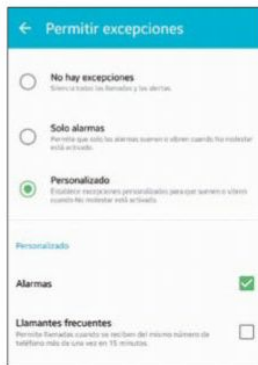 Permitir excepciones
No hay excepciones
Silencia todas las llamadas y las alertas.
Solo alarmas
Permite que solo las alarmas suenen o vibren cuando No molestar
está activado.
Personalizado
Establece excepciones personalizadas para que suenen o vibren
cuando No molestar está activado.
Personalizado
Alarmas
Llamantes frecuentes
Permite llamadas cuando se reciben del mismo número de
teléfono más de una vez en 15 minutos.